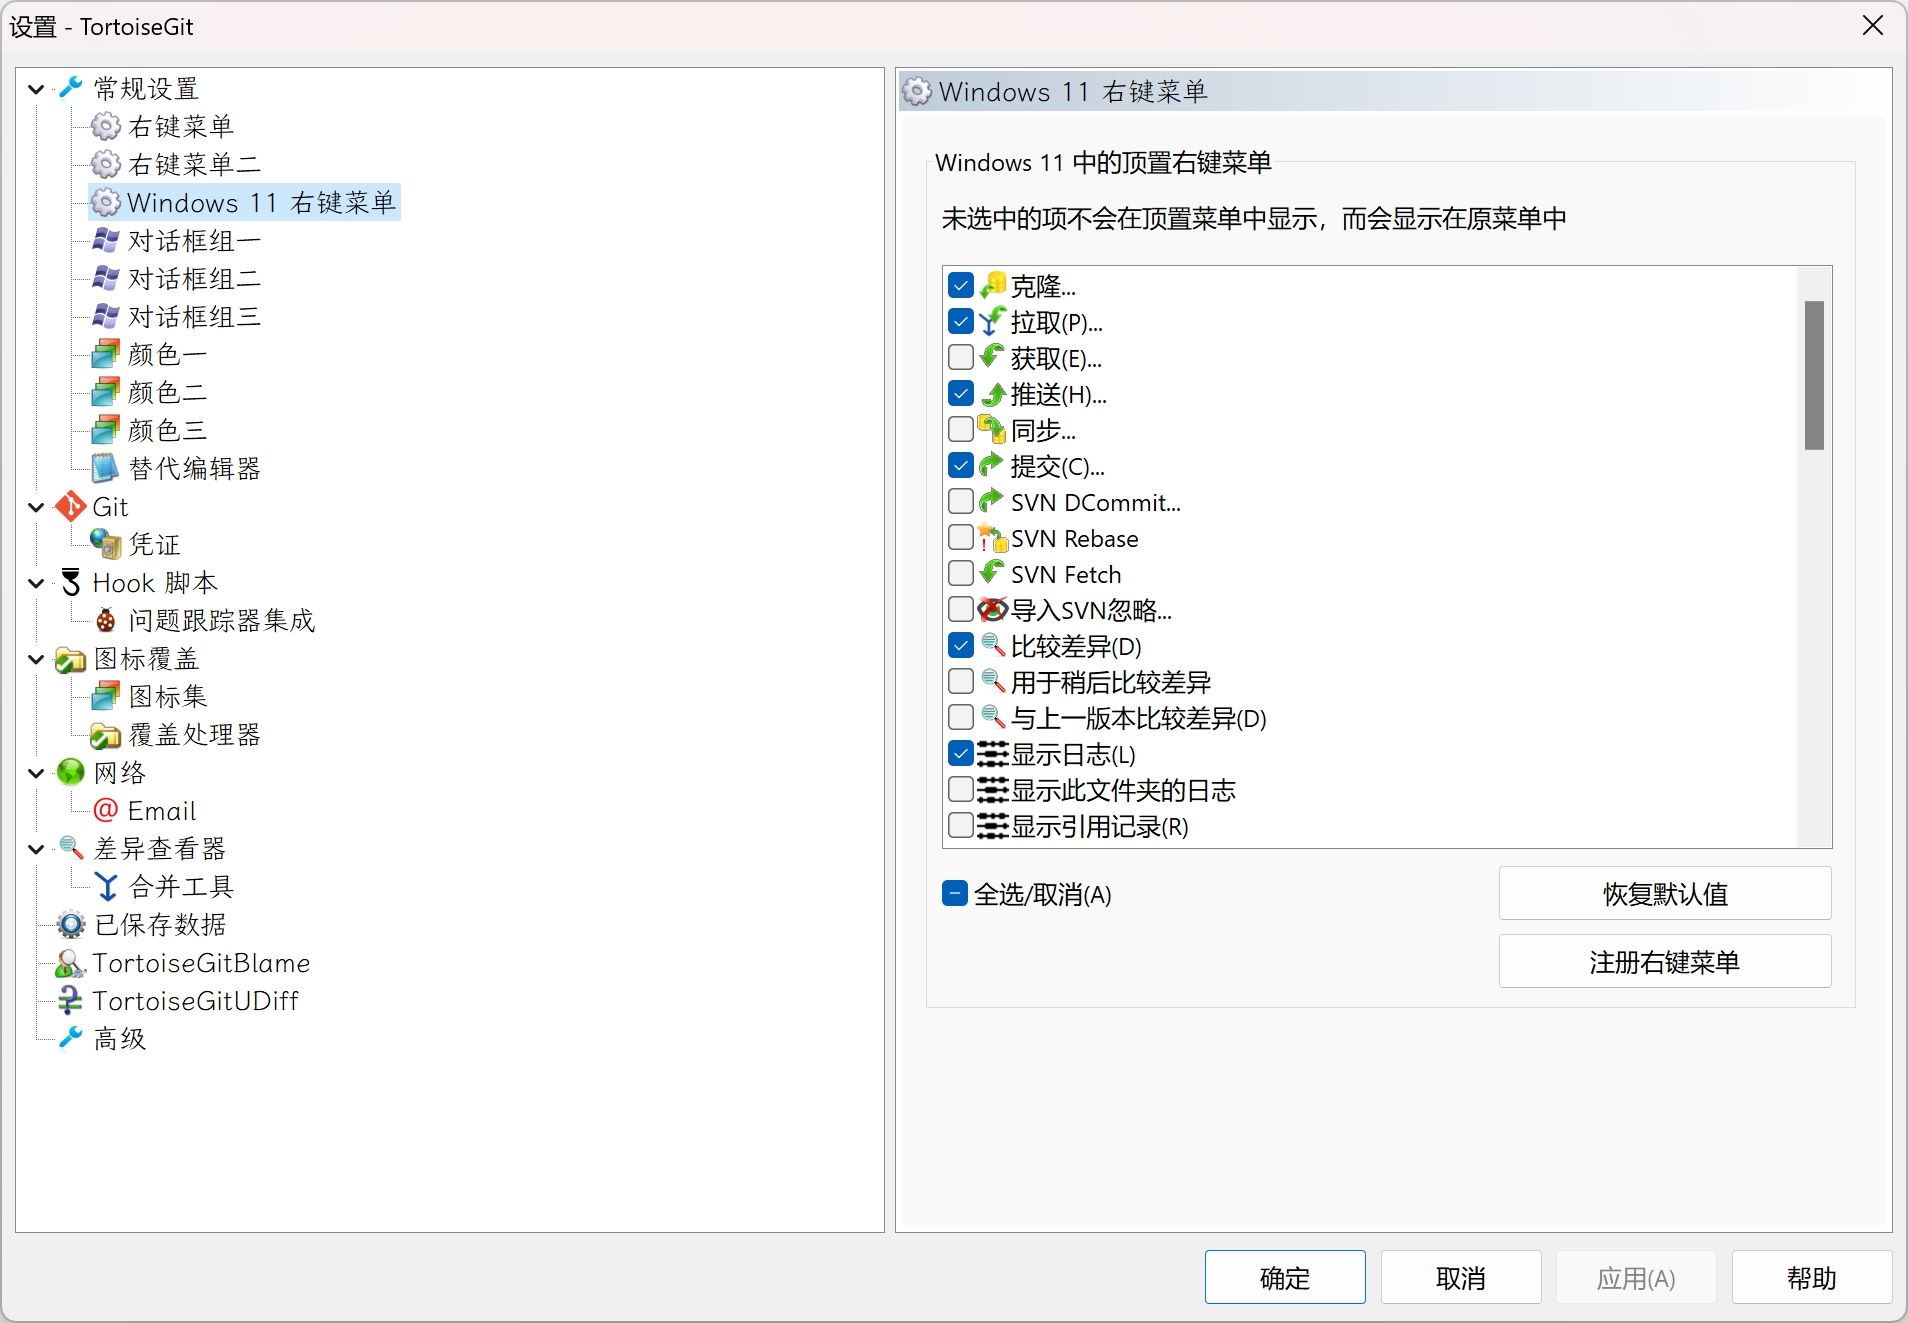 设置 - TortoiseGit
常规设置
右键菜单
右键菜单二
Windows 11 右键菜单
对话框组一
对话框组二
对话框组三
颜色一
颜色二
颜色三
替代编辑器
Git
凭证
Hook 脚本
问题跟踪器集成
图标覆盖
图标集
覆盖处理器
网络
Email
差异查看器
合并工具
已保存数据
TortoiseGitBlame
TortoiseGitUDiff
高级
Windows 11 右键菜单
Windows 11 中的顶置右键菜单
未选中的项不会在顶置菜单中显示，而会显示在原菜单中
克隆...
拉取(P)...
获取(E)...
推送(H)...
同步...
提交(C)...
SVN DCommit...
SVN Rebase
SVN Fetch
导入SVN忽略...
比较差异(D)
用于稍后比较差异
与上一版本比较差异(D)
显示日志(L)
显示此文件夹的日志
显示引用记录(R)
全选/取消(A)
恢复默认值
注册右键菜单
确定
取消
应用(A)
帮助